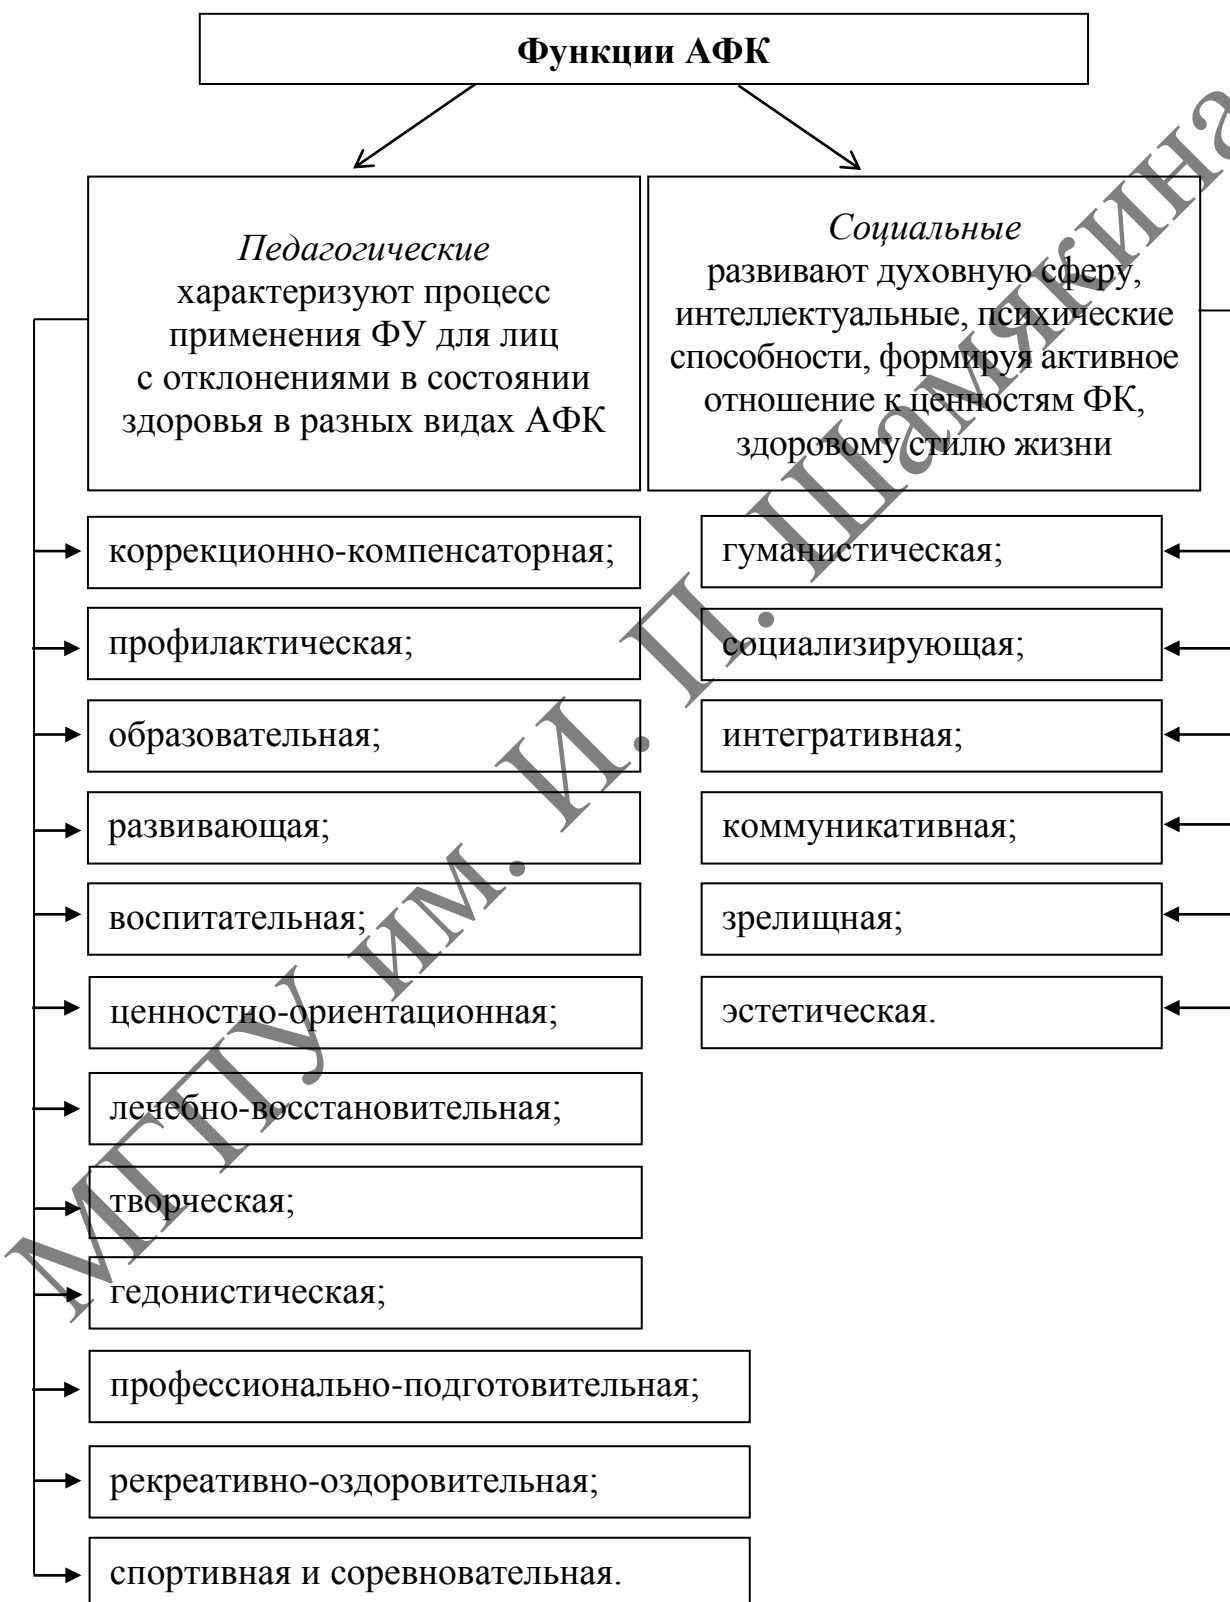 Функции АФК
Педагогические
характеризуют процесс
применения ФУ для лиц
с отклонениями в состоянии
здоровья в разных видах АФК
Социальные
развивают духовную сферу,
интеллектуальные, психические
способности, формируя активное
отношение к ценностям ФК,
здоровому стилю жизни
коррекционно-компенсаторная;
профилактическая;
образовательная;
развивающая;
воспитательная;
ценностно-ориентационная;
лечебно-восстановительная;
творческая;
гедонистическая;
профессионально-подготовительная;
рекреативно-оздоровительная;
спортивная и соревновательная.
гуманистическая;
социализирующая;
интегративная;
коммуникативная;
зрелищная;
эстетическая.
МГПУ им. И. П. Шамякина